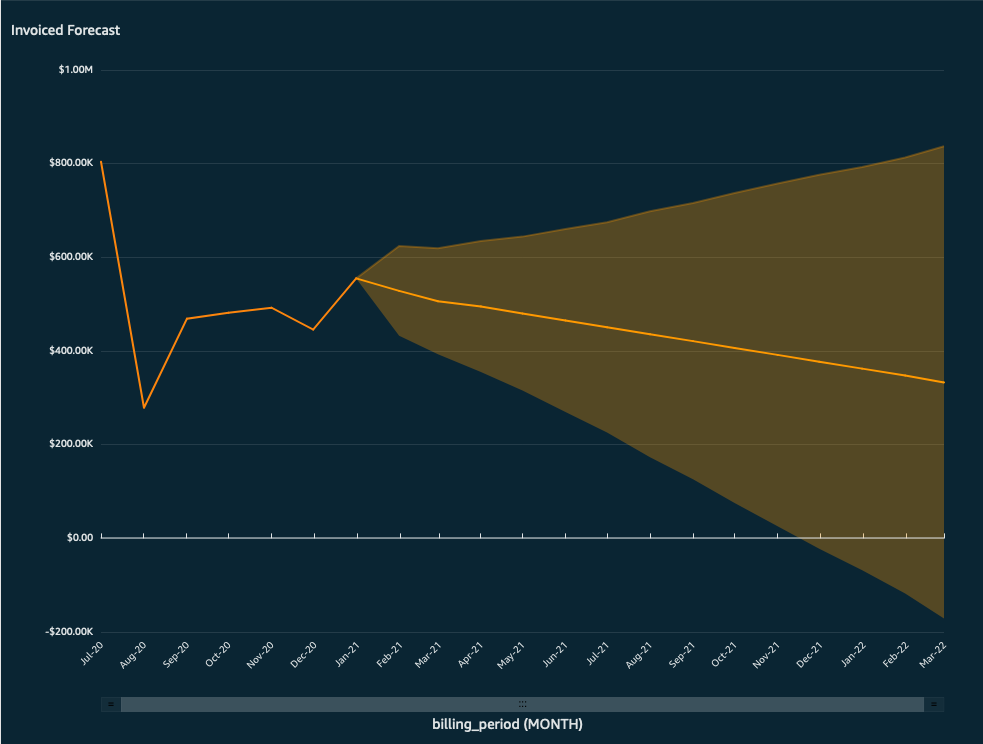 Invoiced Forecast
$1.00M
$800.00K
$600.00K
$400.00K
$200.00K
$0.00
-$200.00K
Jul-20
Aug-20
Sep-20
Oct-20
Nov-20
Dec-20
Jan-21
Feb-21
Mar-21
Apr-21
May-21
Jun-21
Jul-21
Aug-21
Sep-21
Oct-21
Nov-21
Dec-21
Jan-22
Feb-22
Mar-22
billing_period (MONTH)